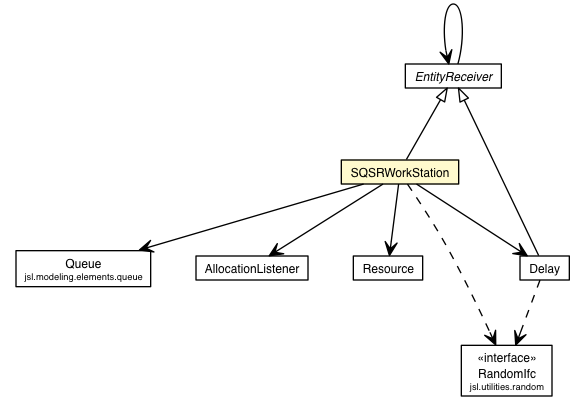 EntityReceiver
SQSRWorkStation
Queue
jsl.modeling.elements.queue
AllocationListener
Resource
Delay
«interface»
RandomIfc
jsl.utilities.random